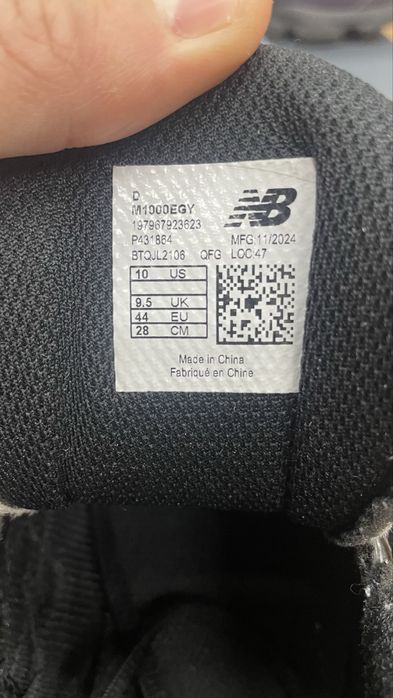 D
M1000EGY
NB
197967923623
P431864 MFG:11/2024
BTQJL2106 QFG LOC:47
10 US
9.5 UK
44 EU
28 CM
Made in China
Fabriqué en Chine